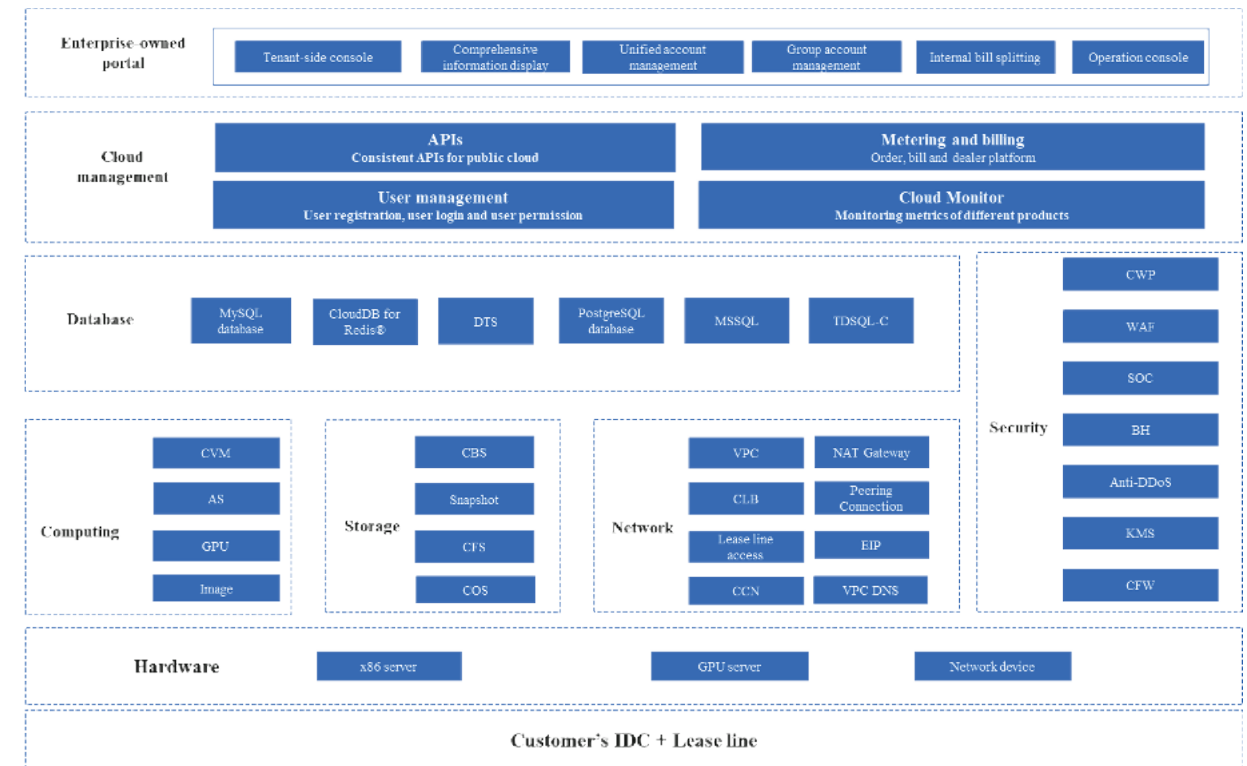 Enterprise-owned
portal
Tenant-side console
Comprehensive
information display
Unified account
management
Group account
management
Internal bill splitting
Operation console
Cloud
management
APIs
Consistent APIs for public cloud
Metering and billing
Order, bill and dealer platform
User management
User registration, user login and user permission
Cloud Monitor
Monitoring metrics of different products
Database
MySQL
database
CloudDB for
Redis®
DTS
PostgreSQL
database
MSSQL
TDSQL-C
Security
CWP
WAF
SOC
BH
Anti-DDoS
KMS
CFW
Computing
CVM
AS
GPU
Image
Storage
CBS
Snapshot
CFS
COS
Network
VPC
NAT Gateway
CLB
Peering
Connection
Lease line
access
EIP
CCN
VPC DNS
Hardware
x86 server
GPU server
Network device
Customer's IDC + Lease line